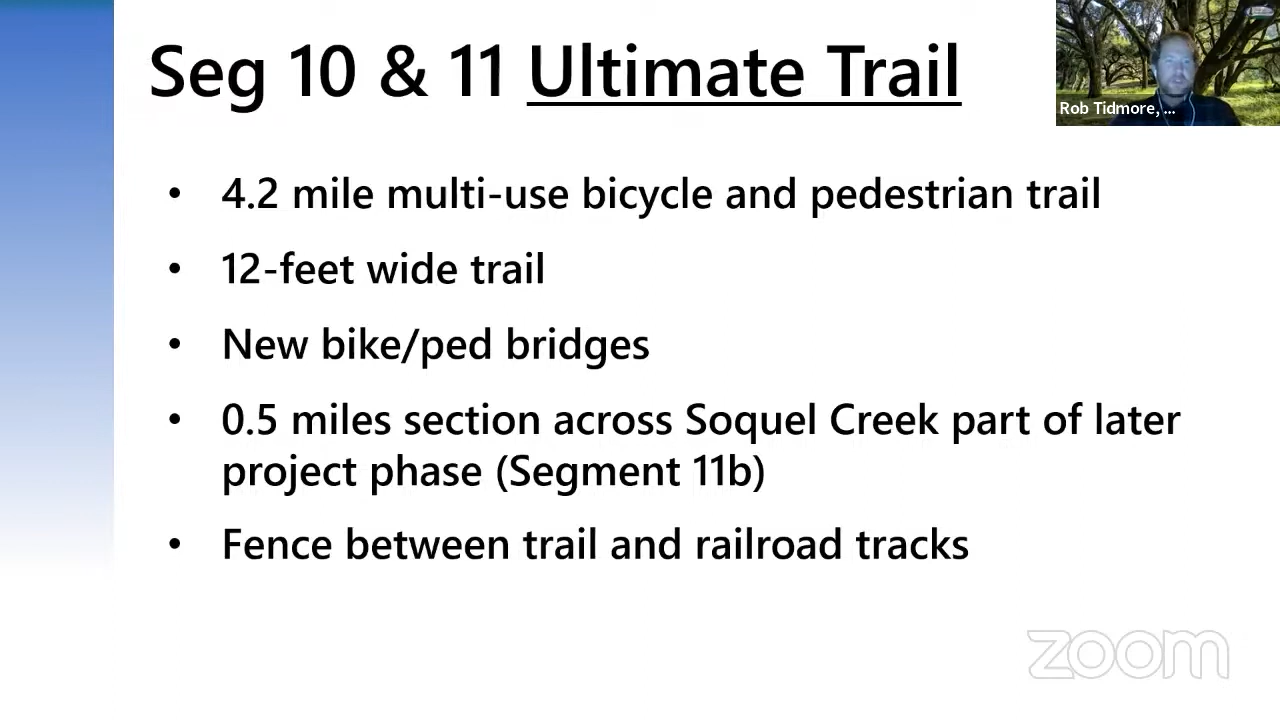 Seg 10 & 11 Ultimate Trail
Rob Tidmore, ...
• 4.2 mile multi-use bicycle and pedestrian trail
• 12-feet wide trail
• New bike/ped bridges
• 0.5 miles section across Soquel Creek part of later
project phase (Segment 11b)
• Fence between trail and railroad tracks
zoom